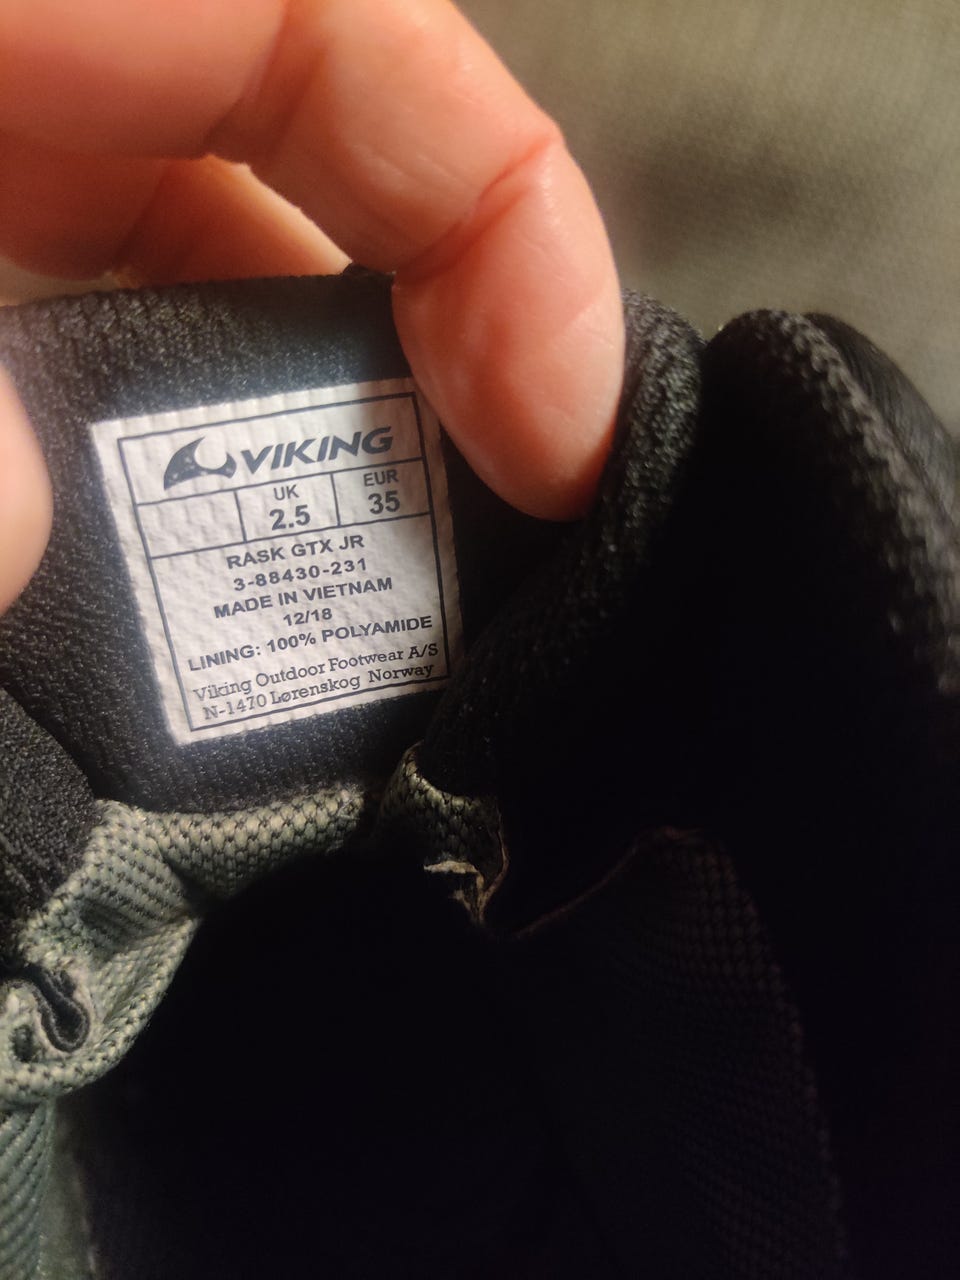 VIKING
UK EUR
2.5 35
RASK GTX JR
3-88430-231
MADE IN VIETNAM
12/18
LINING: 100% POLYAMIDE
Viking Outdoor Footwear A/S
N-1470 Lørenskog Norway